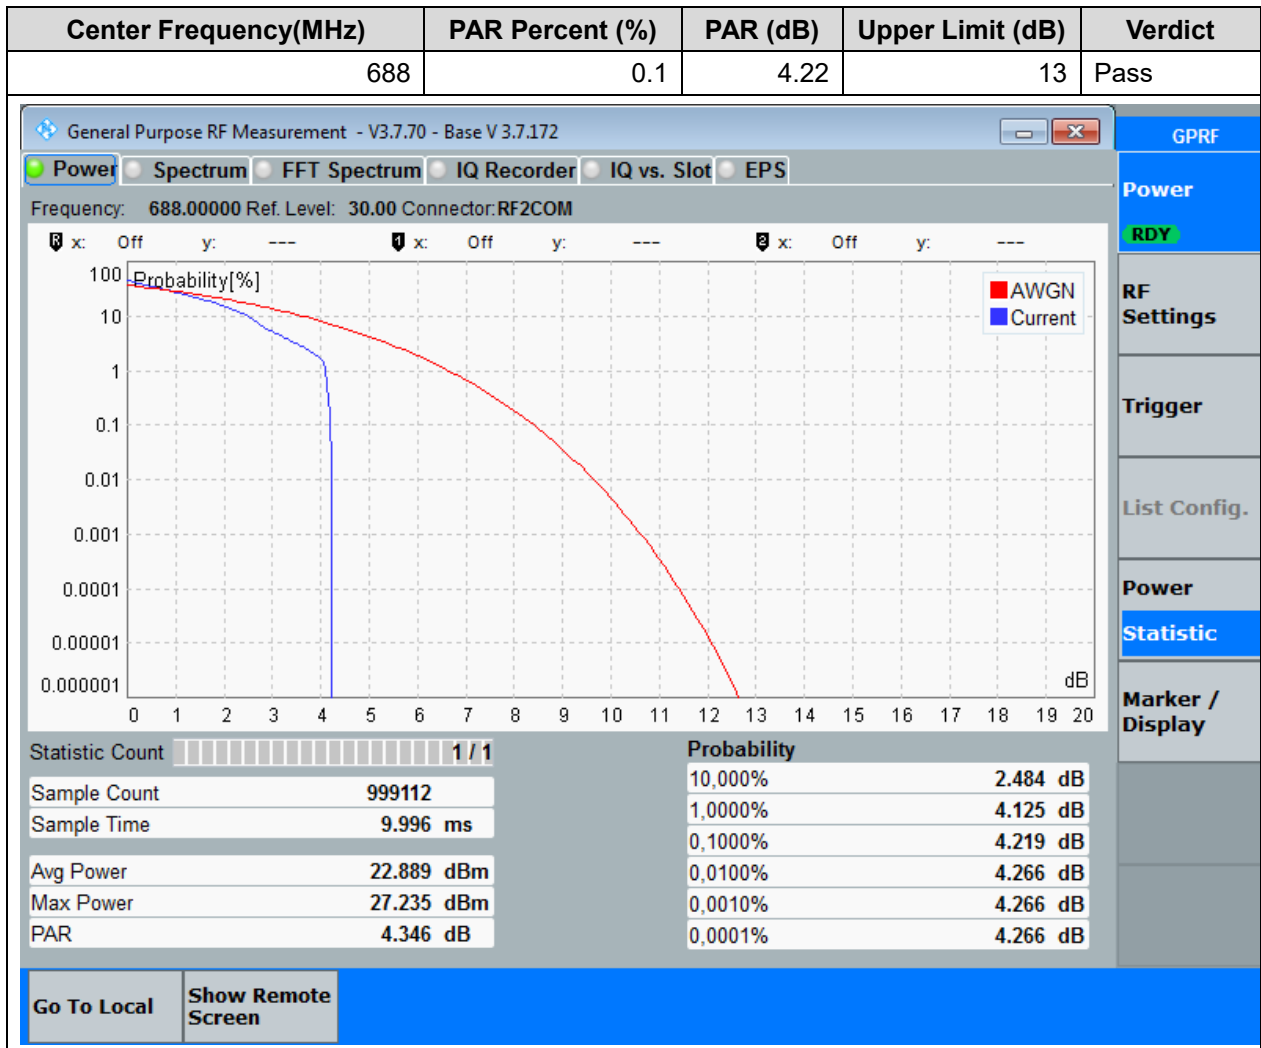 Center Frequency(MHz) PAR Percent (%) PAR (dB) Upper Limit (dB) Verdict
688 0.1 4.22 13 Pass
General Purpose RF Measurement - V3.7.70 - Base V 3.7.172
GPRF
Power Spectrum FFT Spectrum IQ Recorder IQ vs. Slot EPS
Power
RDY
Frequency: 688.00000 Ref. Level: 30.00 Connector: RF2COM
R x: Off y: --- 1 x: Off y: --- 2 x: Off y: ---
Probability[%]
AWGN
Current
100
10
1
0.1
0.01
0.001
0.0001
0.00001
0.000001
dB
0 1 2 3 4 5 6 7 8 9 10 11 12 13 14 15 16 17 18 19 20
RF
Settings
Trigger
List Config.
Power
Statistic
Marker /
Display
Statistic Count 1 / 1
Sample Count 999112
Sample Time 9.996 ms
Avg Power 22.889 dBm
Max Power 27.235 dBm
PAR 4.346 dB
Probability
10,000% 2.484 dB
1,0000% 4.125 dB
0,1000% 4.219 dB
0,0100% 4.266 dB
0,0010% 4.266 dB
0,0001% 4.266 dB
Go To Local
Show Remote
Screen